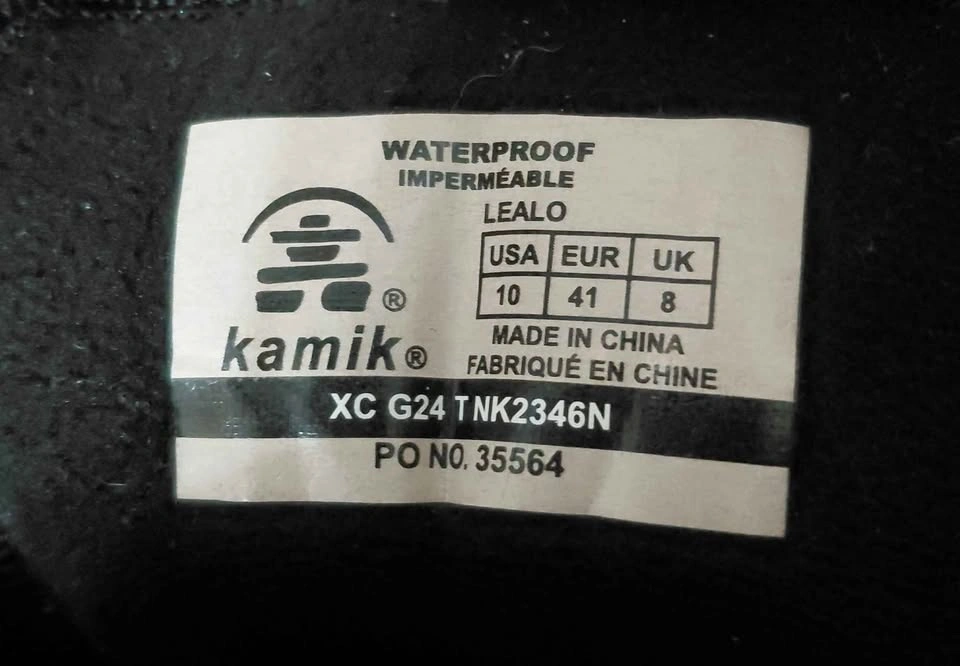 WATERPROOF
IMPERMÉABLE
LEALO
USA EUR UK
10 41 8
MADE IN CHINA
FABRIQUÉ EN CHINE
®
kamik®
XC G24 TNK2346N
PO NO. 35564